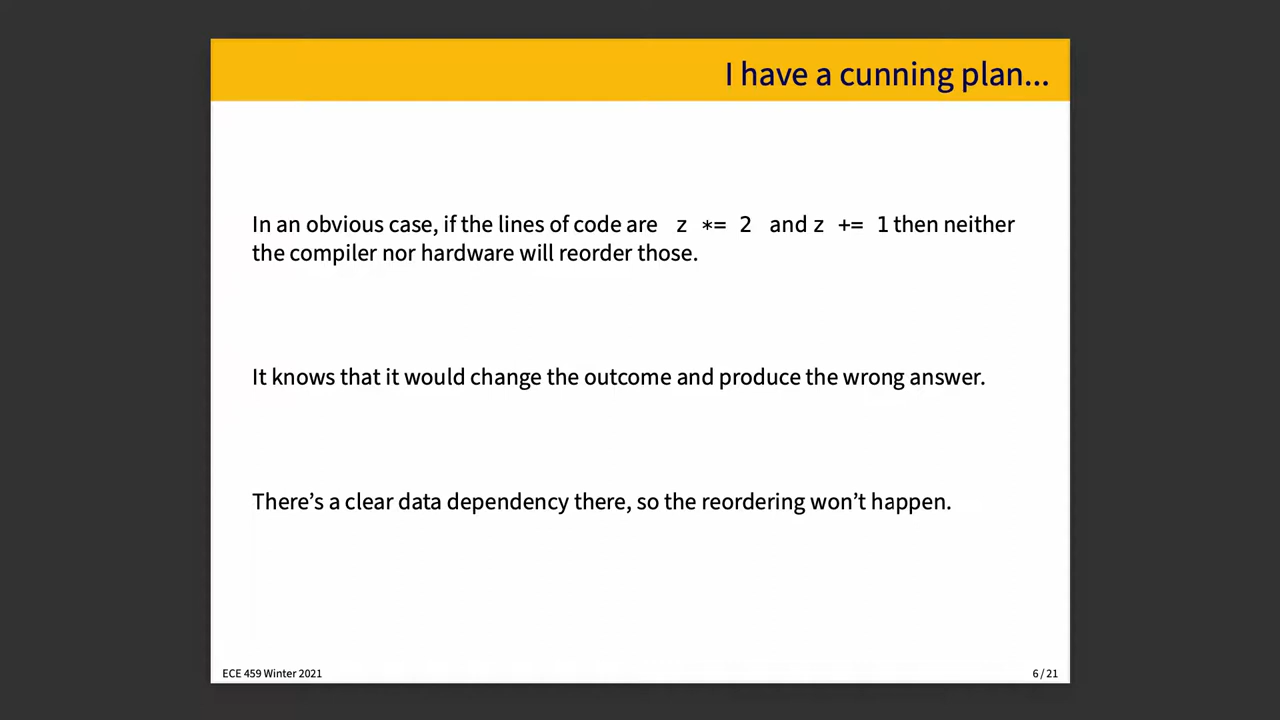 I have a cunning plan...
In an obvious case, if the lines of code are z *= 2 and z += 1 then neither
the compiler nor hardware will reorder those.
It knows that it would change the outcome and produce the wrong answer.
There’s a clear data dependency there, so the reordering won’t happen.
ECE 459 Winter 2021
6 / 21